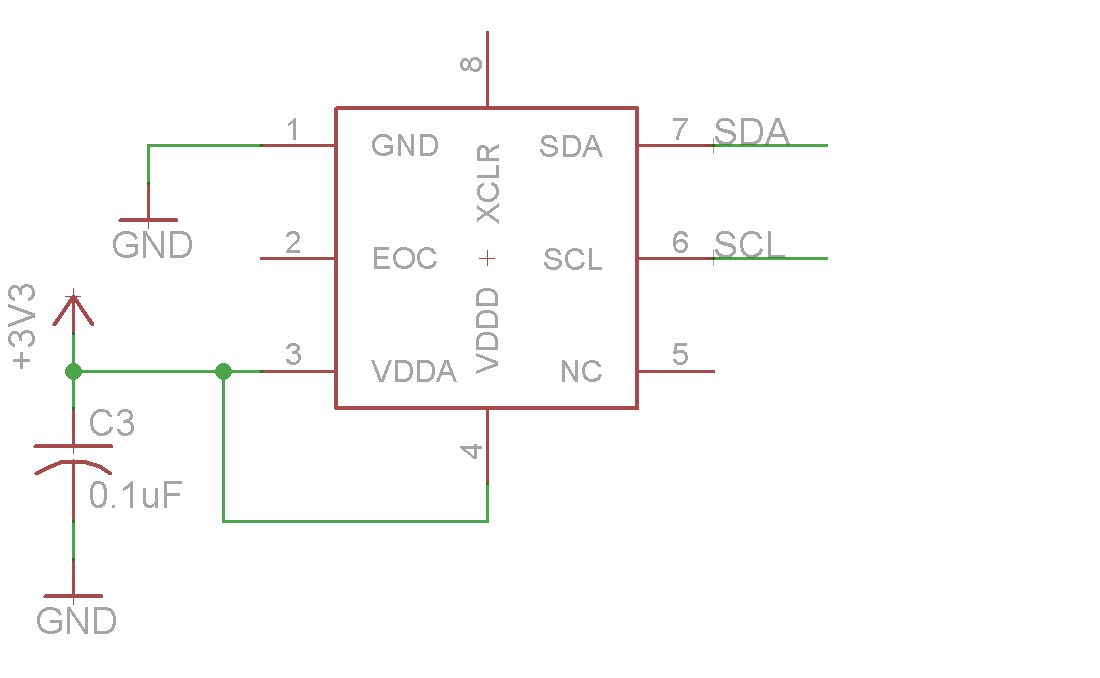 8
1
GND
XCLR
SDA
7
SDA
GND
2
EOC
SCL
6
SCL
+3V3
3
VDDA
VDDD
NC
5
C3
4
0.1uF
GND